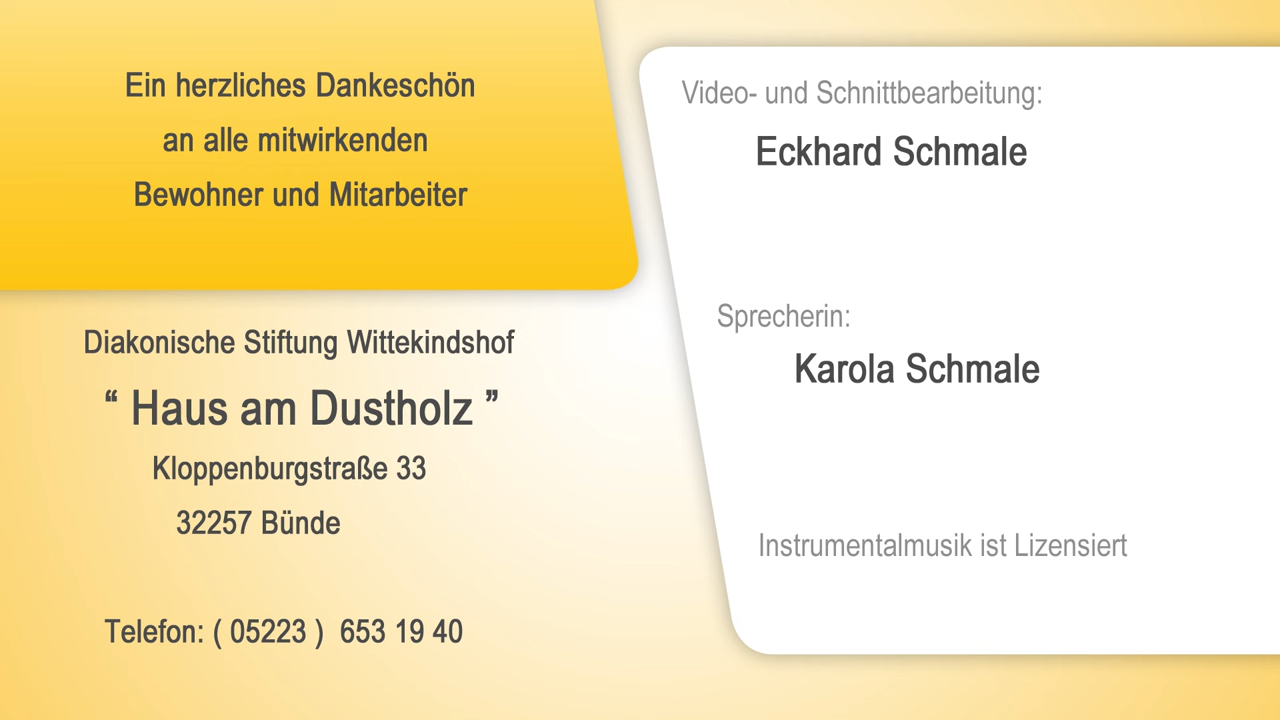 Ein herzliches Dankeschön
an alle mitwirkenden
Bewohner und Mitarbeiter
Diakonische Stiftung Wittekindshof
“ Haus am Dustholz ”
Kloppenburgstraße 33
32257 Bünde
Telefon: ( 05223 )  653 19 40
Video- und Schnittbearbeitung:
Eckhard Schmale
Sprecherin:
Karola Schmale
Instrumentalmusik ist Lizensiert